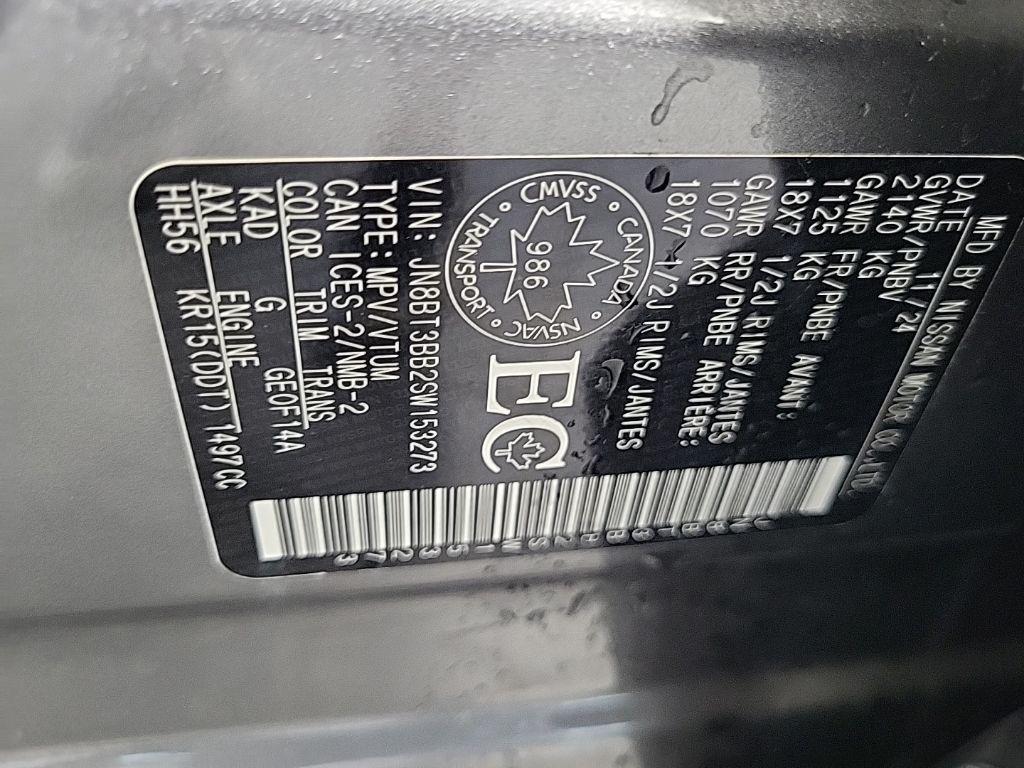 MFD BY NISSAN MOTOR CO., LTD.
DATE 11/24
GVWR/PNBV
2140 KG
GAWR FR/PNBE AVANT:
1125 KG
18X7 1/2J RIMS/JANTES
GAWR RR/PNBE ARRIÈRE:
1070 KG
18X7 1/2J RIMS/JANTES
CMVSS • CANADA • NSVAC • TRANSPORT •
986
EC
VIN: JN8BT3BB2SW153273
TYPE: MPV/VTUM
CAN ICES-2/NMB-2
COLOR TRIM TRANS
KAD G GEOF14A
AXLE ENGINE
HH56 KR15(DDT) 1497CC
JN8BT3BB2SW153273